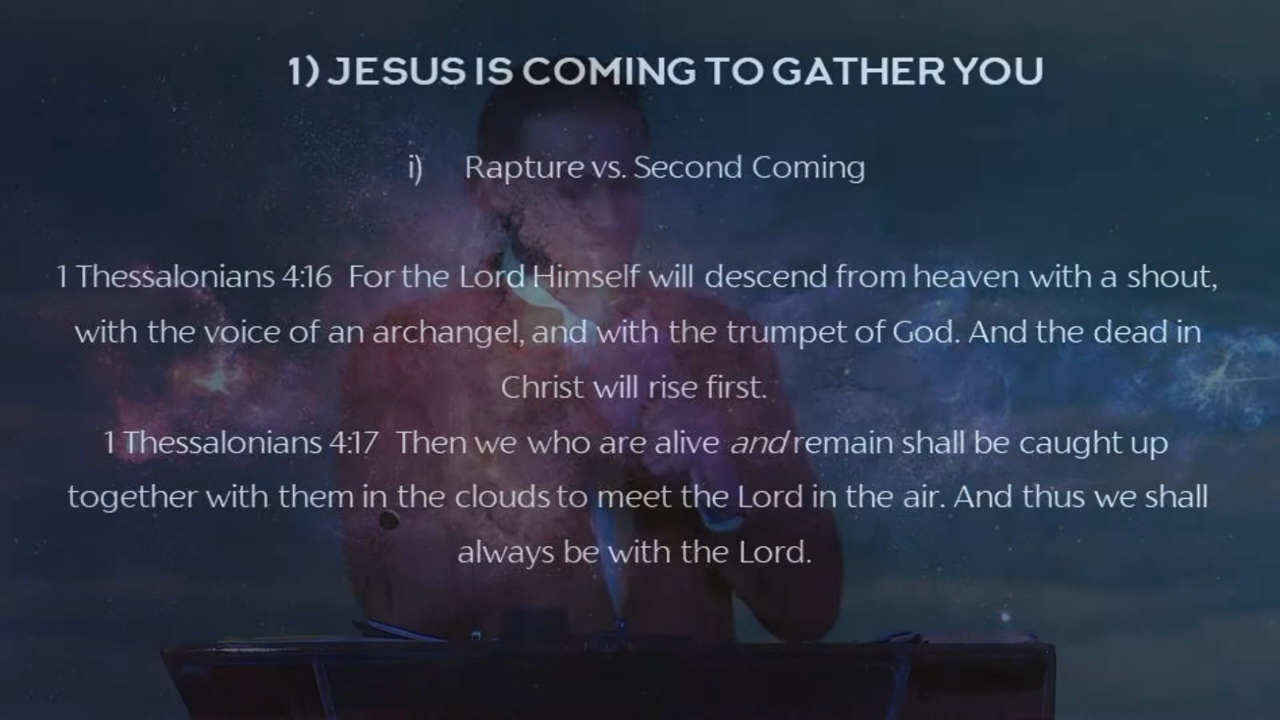 1) JESUS IS COMING TO GATHER YOU
i) Rapture vs. Second Coming
1 Thessalonians 4:16 For the Lord Himself will descend from heaven with a shout,
with the voice of an archangel, and with the trumpet of God. And the dead in
Christ will rise first.
1 Thessalonians 4:17 Then we who are alive and remain shall be caught up
together with them in the clouds to meet the Lord in the air. And thus we shall
always be with the Lord.